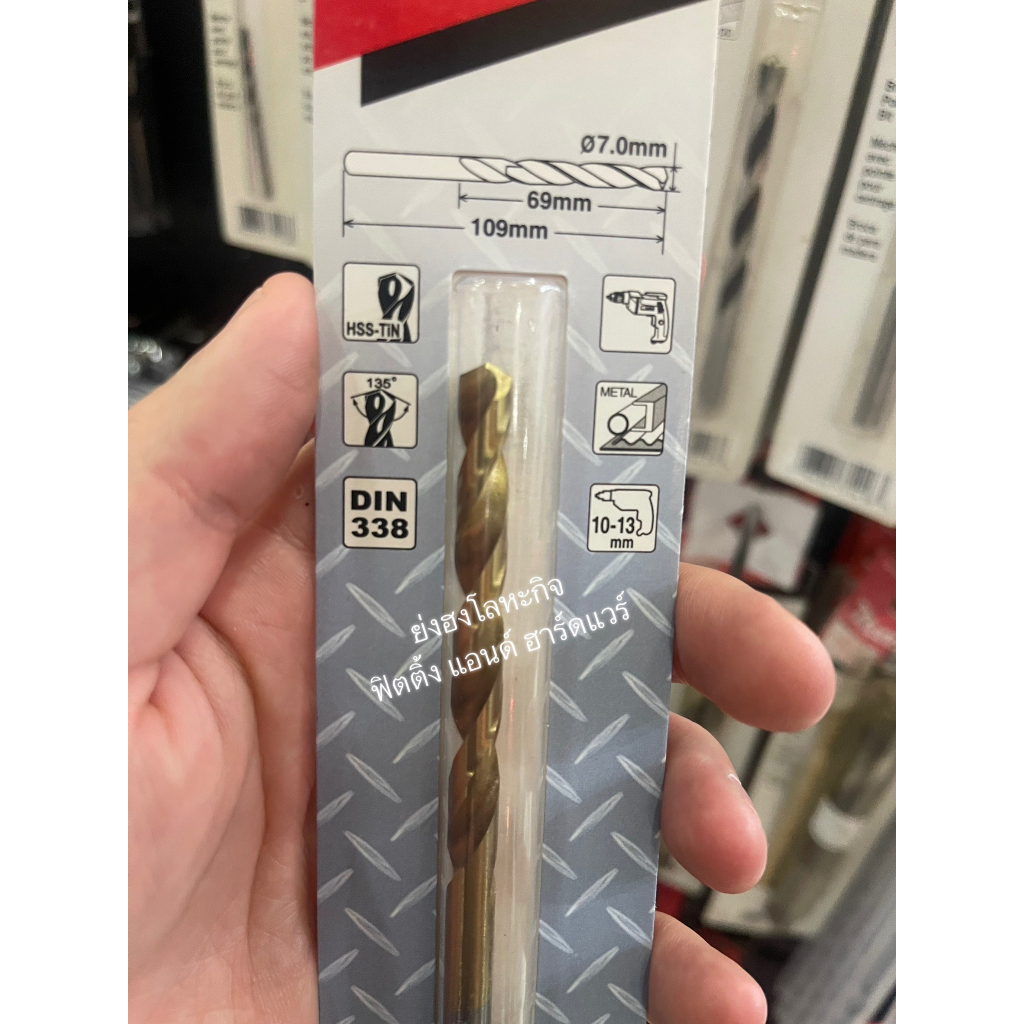 Ø7.0mm
69mm
109mm
HSS-TiN
135°
METAL
DIN
338
10-13
mm
ย่งฮงโลหะกิจ
ฟิตติ้ง แอนด์ ฮาร์ดแวร์